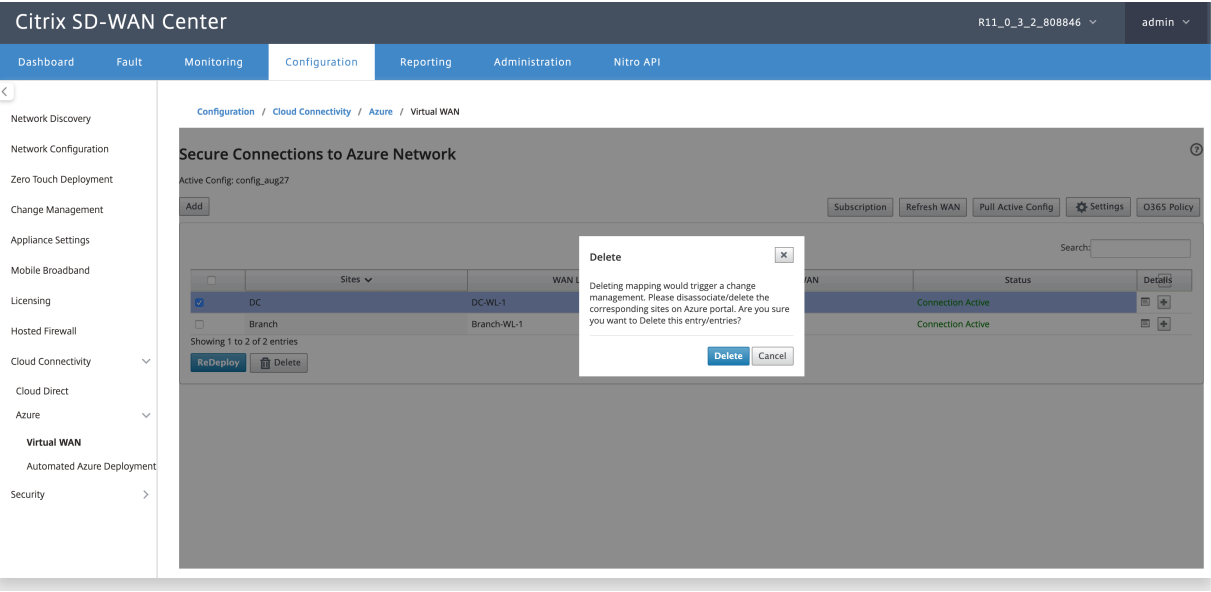 Citrix SD-WAN Center
R11_0_3_2_808846
admin
Dashboard Fault Monitoring Configuration Reporting Administration Nitro API
Network Discovery
Network Configuration
Zero Touch Deployment
Change Management
Appliance Settings
Mobile Broadband
Licensing
Hosted Firewall
Cloud Connectivity
Cloud Direct
Azure
Virtual WAN
Automated Azure Deployment
Security
Configuration / Cloud Connectivity / Azure / Virtual WAN
Secure Connections to Azure Network
Active Config: config_aug27
Add
Subscription Refresh WAN Pull Active Config Settings O365 Policy
Search:
Sites WAN L /AN Status Details
DC DC-WL-1 Connection Active
Branch Branch-WL-1 Connection Active
Showing 1 to 2 of 2 entries
ReDeploy Delete
Delete
Deleting mapping would trigger a change
management. Please disassociate/delete the
corresponding sites on Azure portal. Are you sure
you want to Delete this entry/entries?
Delete Cancel